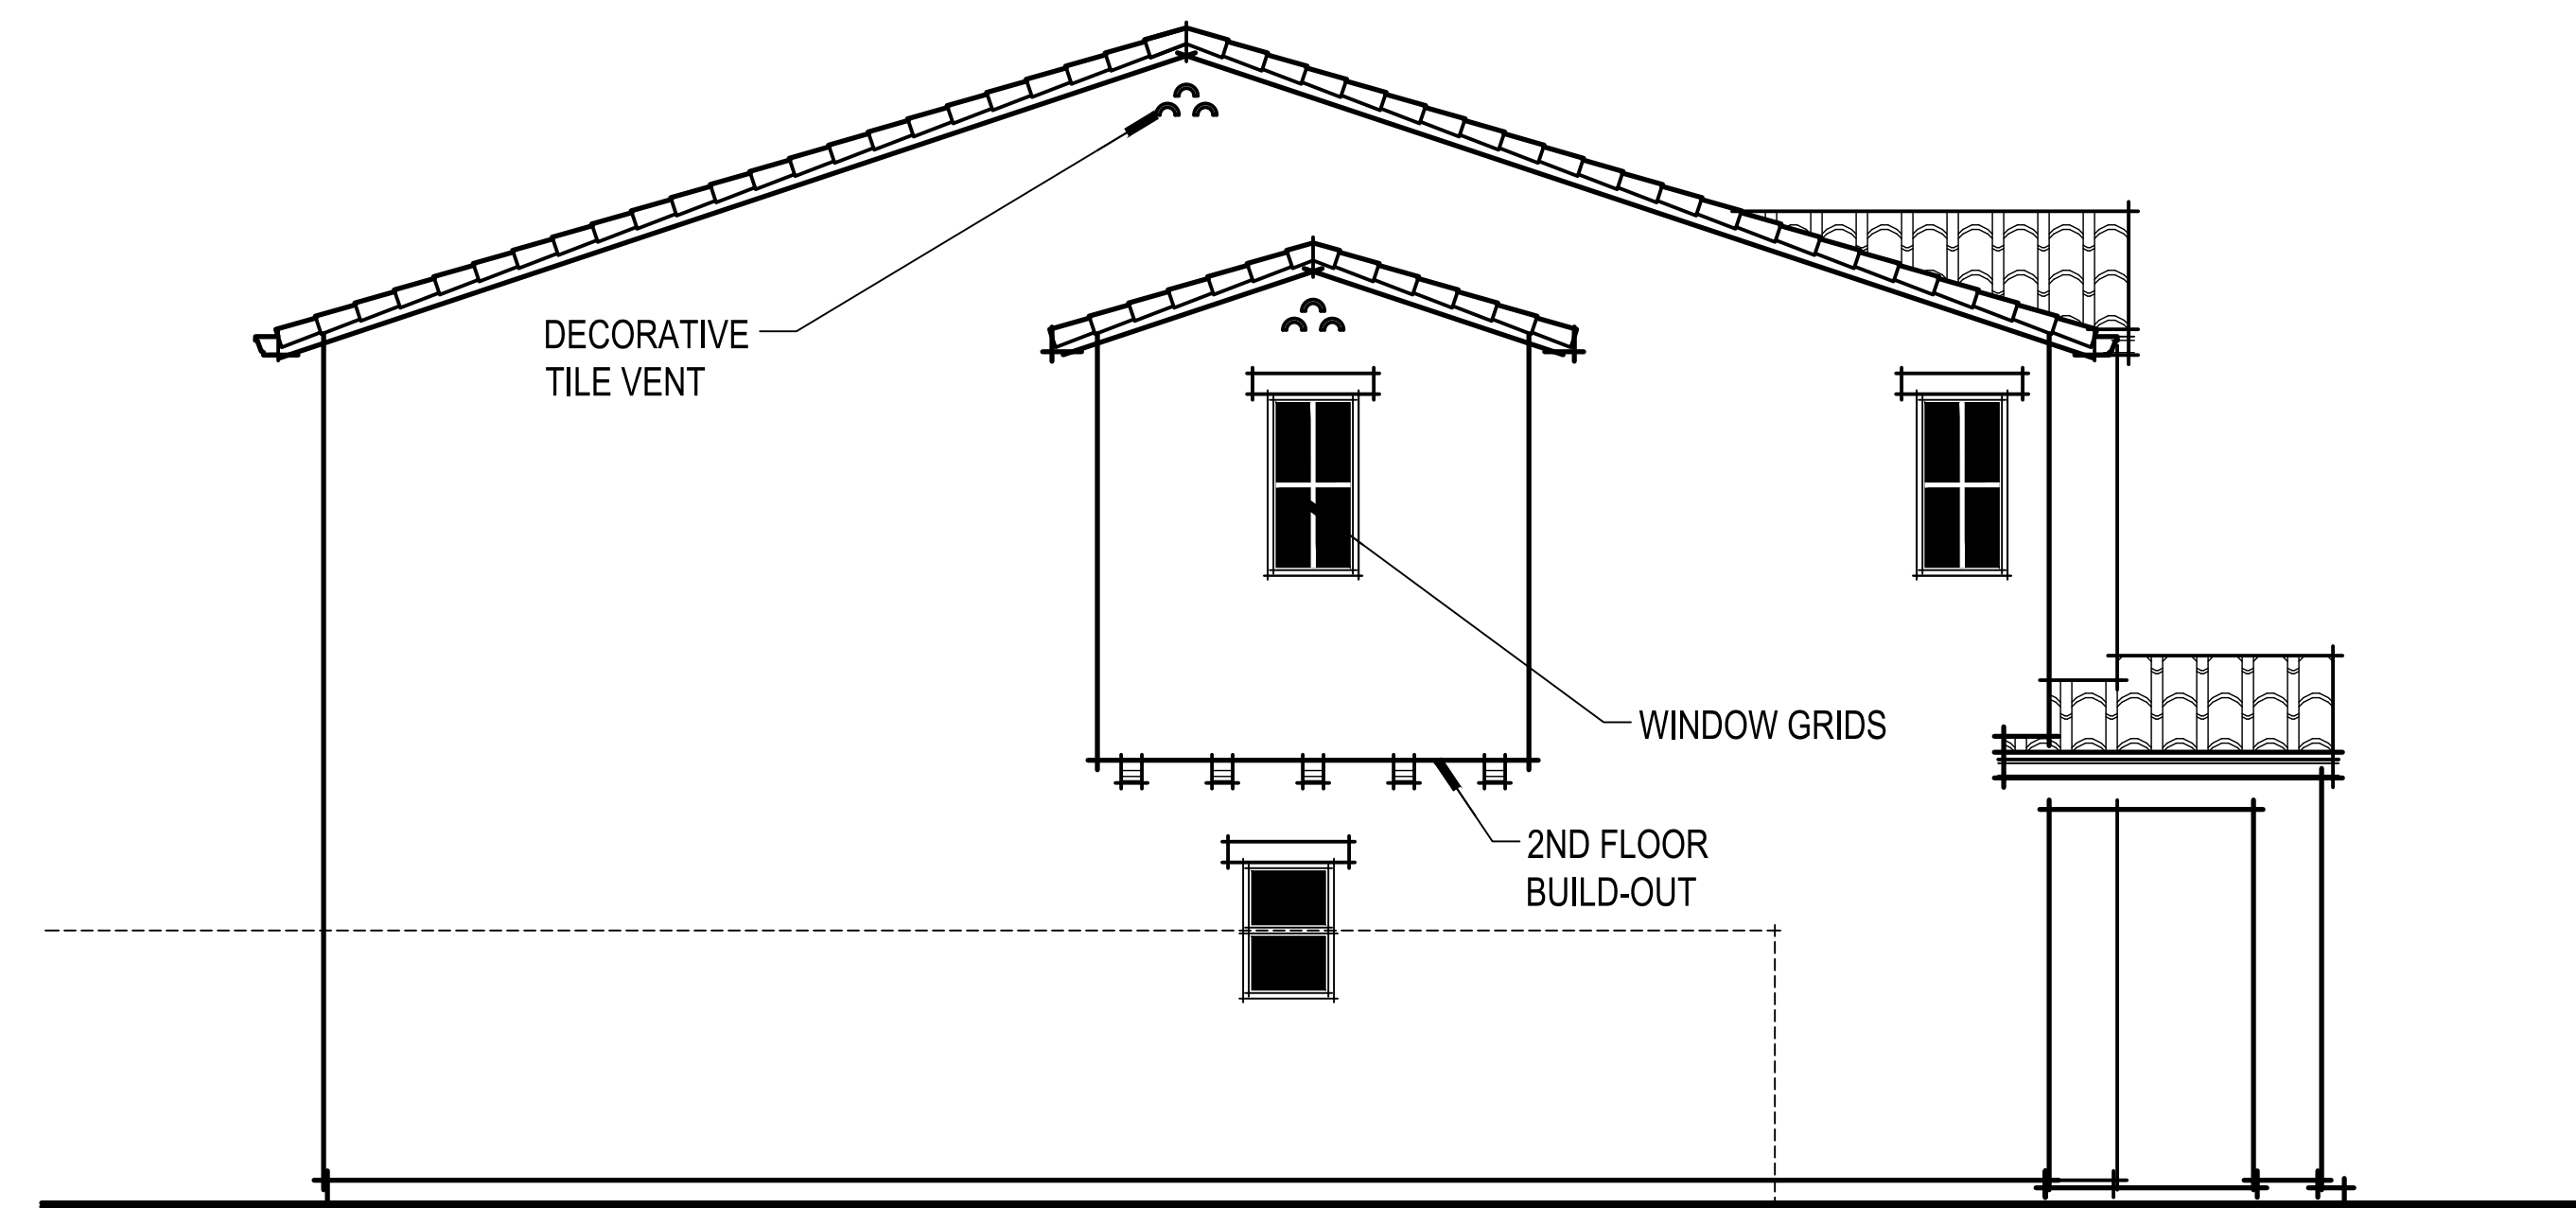 DECORATIVE
TILE VENT
WINDOW GRIDS
2ND FLOOR
BUILD-OUT